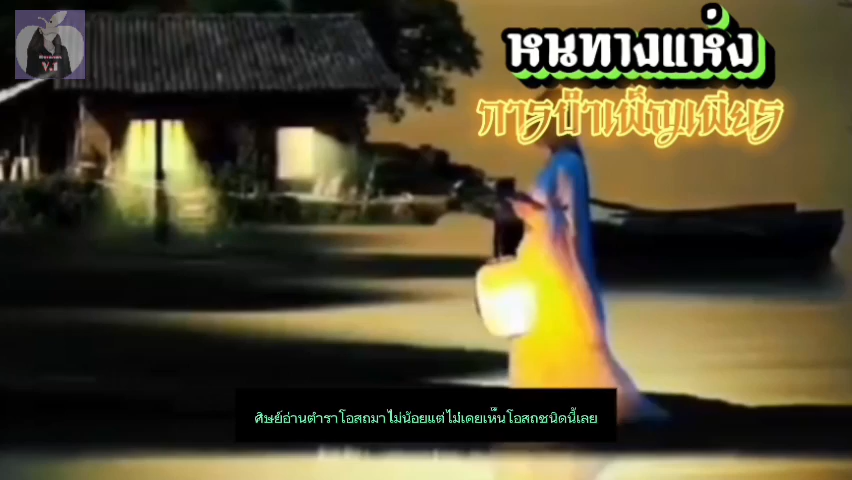 หนทางแห่ง
การบำเพ็ญเพียร
V.1
ศิษย์อ่านตำราโอสถมาไม่น้อยแต่ไม่เคยเห็นโอสถชนิดนี้เลย